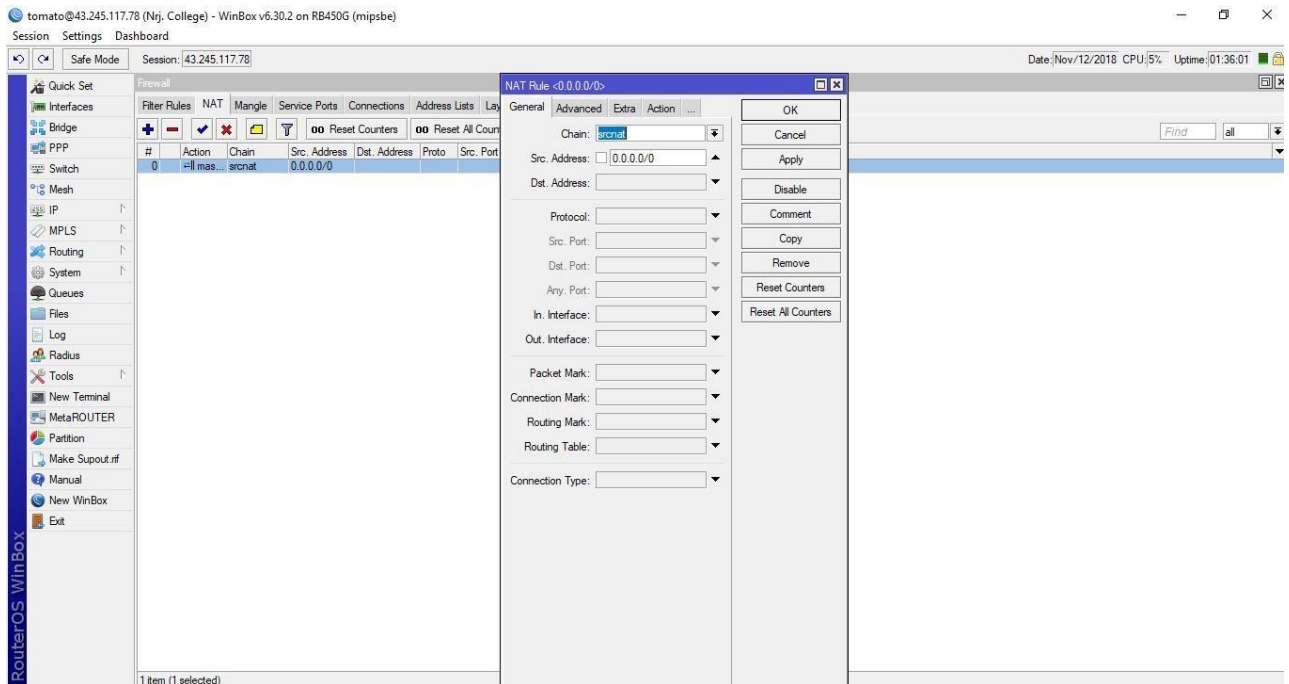 tomato@43.245.117.78 (Nrj. College) - WinBox v6.30.2 on RB450G (mipsbe)
Session Settings Dashboard
Safe Mode Session: 43.245.117.78 Date: Nov/12/2018 CPU: 5% Uptime: 01:36:01
Quick Set
Interfaces
Bridge
PPP
Switch
Mesh
IP
MPLS
Routing
System
Queues
Files
Log
Radius
Tools
New Terminal
MetaROUTER
Partition
Make Supout.rif
Manual
New WinBox
Exit
RouterOS WinBox
Firewall
Filter Rules NAT Mangle Service Ports Connections Address Lists Lay
00 Reset Counters 00 Reset All Coun
Find all
# Action Chain Src. Address Dst. Address Proto Src. Port
0 mas... srcnat 0.0.0.0/0
1 item (1 selected)
NAT Rule <0.0.0.0/0>
General Advanced Extra Action ...
Chain: srcnat
Src. Address: 0.0.0.0/0
Dst. Address:
Protocol:
Src. Port:
Dst. Port:
Any. Port:
In. Interface:
Out. Interface:
Packet Mark:
Connection Mark:
Routing Mark:
Routing Table:
Connection Type:
OK
Cancel
Apply
Disable
Comment
Copy
Remove
Reset Counters
Reset All Counters